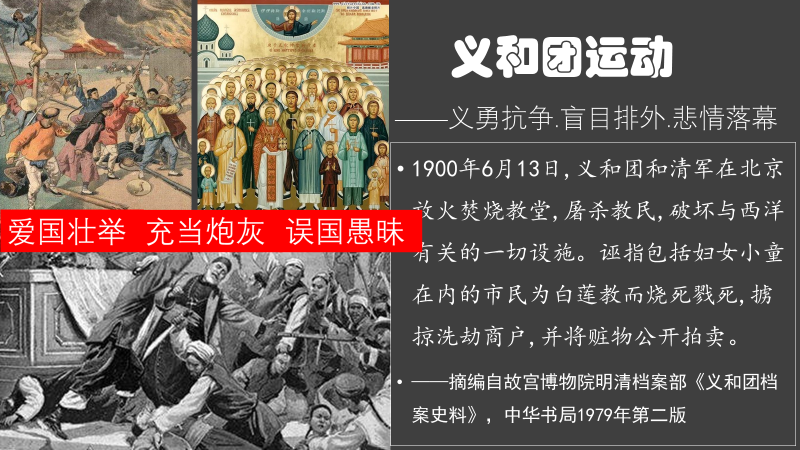 义和团运动
——义勇抗争.盲目排外.悲情落幕
• 1900年6月13日,义和团和清军在北京
放火焚烧教堂,屠杀教民,破坏与西洋
有关的一切设施。诬指包括妇女小童
在内的市民为白莲教而烧死戮死,掳
掠洗劫商户,并将赃物公开拍卖。
• ——摘编自故宫博物院明清档案部《义和团档
案史料》，中华书局1979年第二版
爱国壮举 充当炮灰 误国愚昧